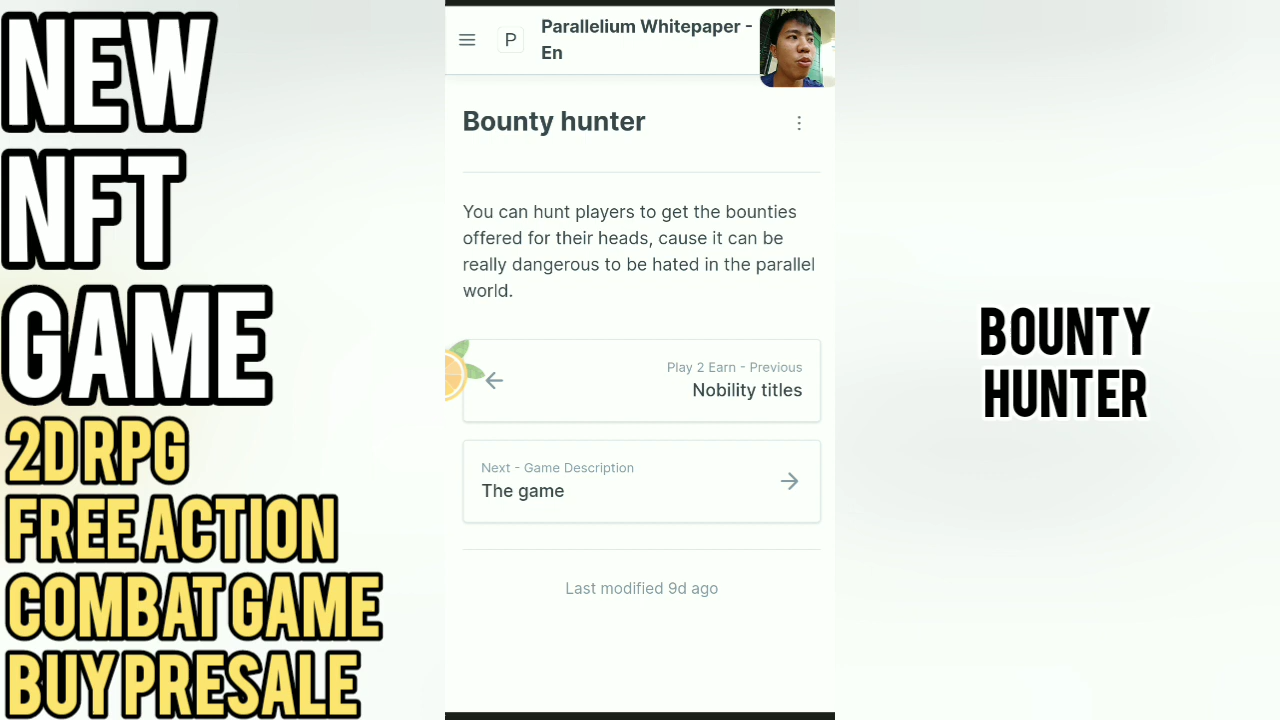 NEW
NFT
GAME
2D RPG
FREE ACTION
COMBAT GAME
BUY PRESALE
P
Parallelium Whitepaper -
En
Bounty hunter
You can hunt players to get the bounties
offered for their heads, cause it can be
really dangerous to be hated in the parallel
world.
Play 2 Earn - Previous
Nobility titles
Next - Game Description
The game
Last modified 9d ago
BOUNTY
HUNTER